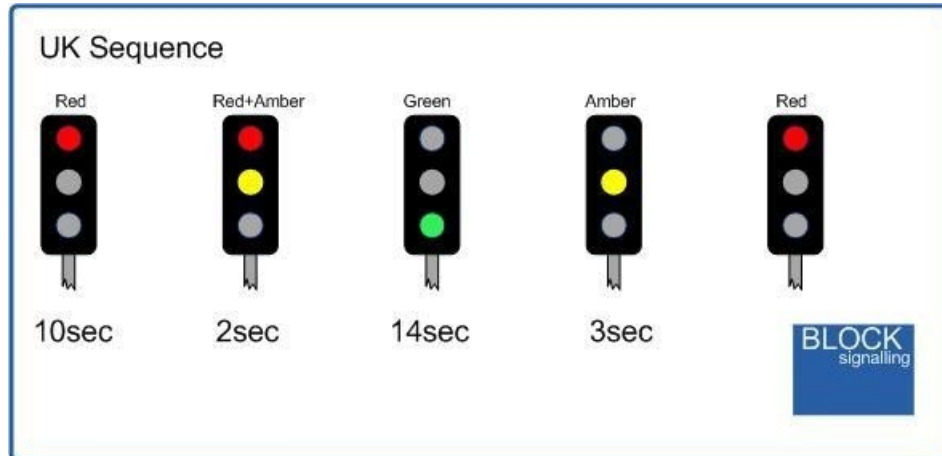 UK Sequence
Red Red+Amber Green Amber Red
10sec 2sec 14sec 3sec
BLOCK
signalling